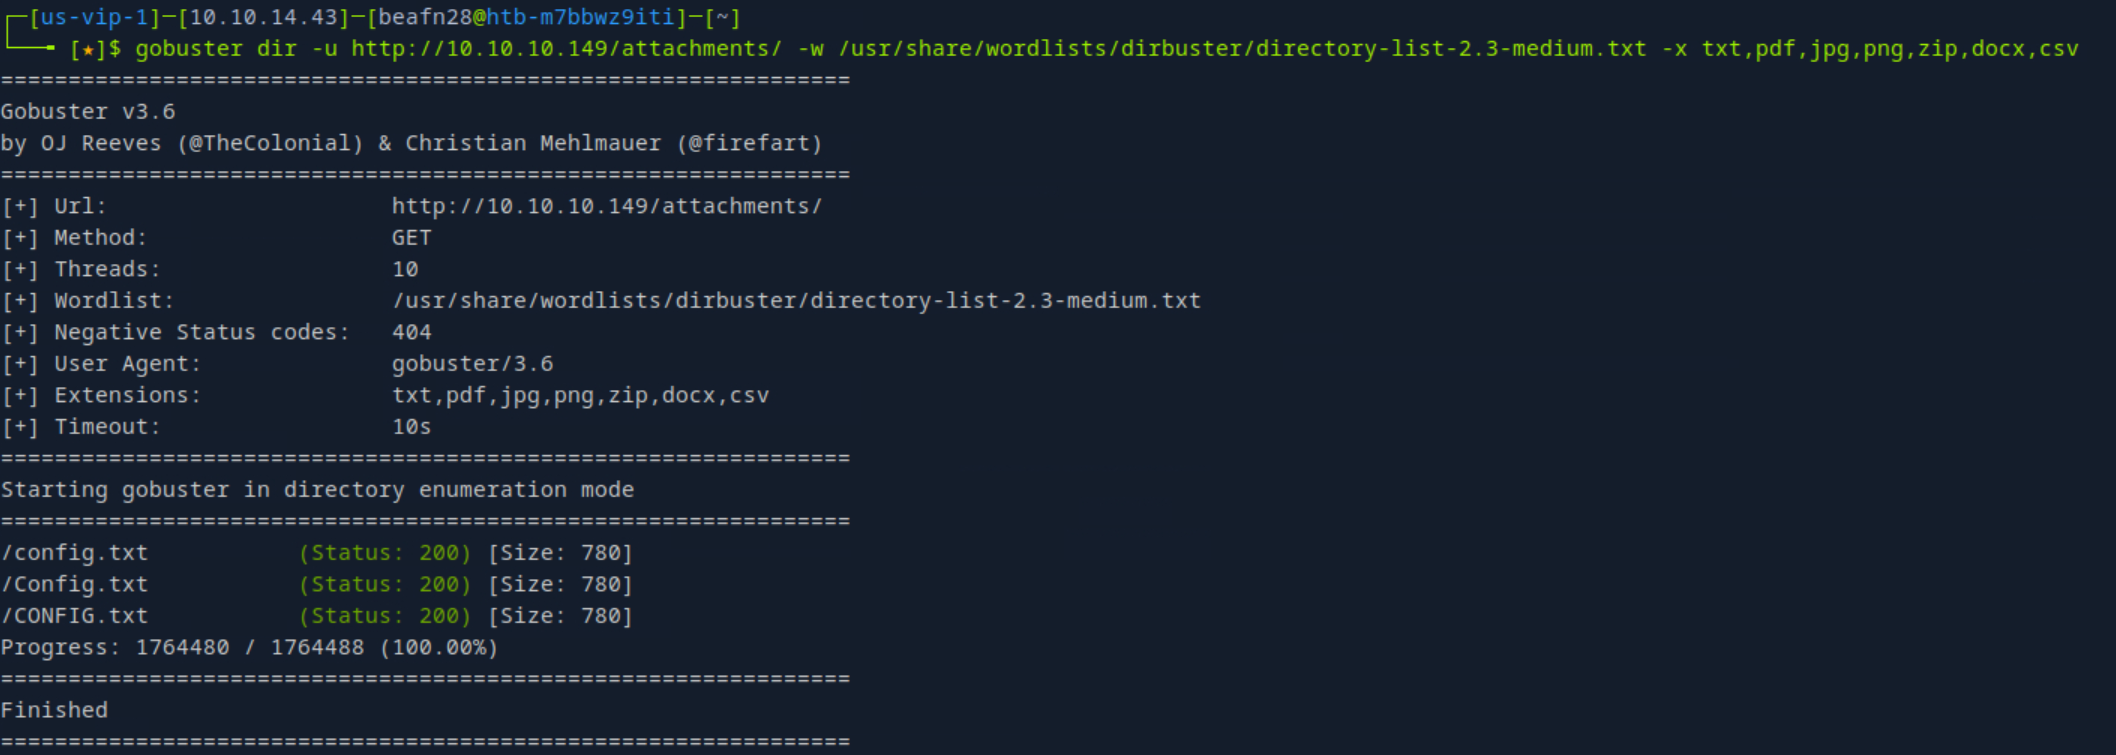 ┌─[us-vip-1]─[10.10.14.43]─[beafn28@htb-m7bbwz9iti]─[~]
└──╼ [★]$ gobuster dir -u http://10.10.10.149/attachments/ -w /usr/share/wordlists/dirbuster/directory-list-2.3-medium.txt -x txt,pdf,jpg,png,zip,docx,csv
===============================================================
Gobuster v3.6
by OJ Reeves (@TheColonial) & Christian Mehlmauer (@firefart)
===============================================================
[+] Url:                     http://10.10.10.149/attachments/
[+] Method:                  GET
[+] Threads:                 10
[+] Wordlist:                /usr/share/wordlists/dirbuster/directory-list-2.3-medium.txt
[+] Negative Status codes:   404
[+] User Agent:              gobuster/3.6
[+] Extensions:              txt,pdf,jpg,png,zip,docx,csv
[+] Timeout:                 10s
===============================================================
Starting gobuster in directory enumeration mode
===============================================================
/config.txt           (Status: 200) [Size: 780]
/Config.txt           (Status: 200) [Size: 780]
/CONFIG.txt           (Status: 200) [Size: 780]
Progress: 1764480 / 1764488 (100.00%)
===============================================================
Finished
===============================================================